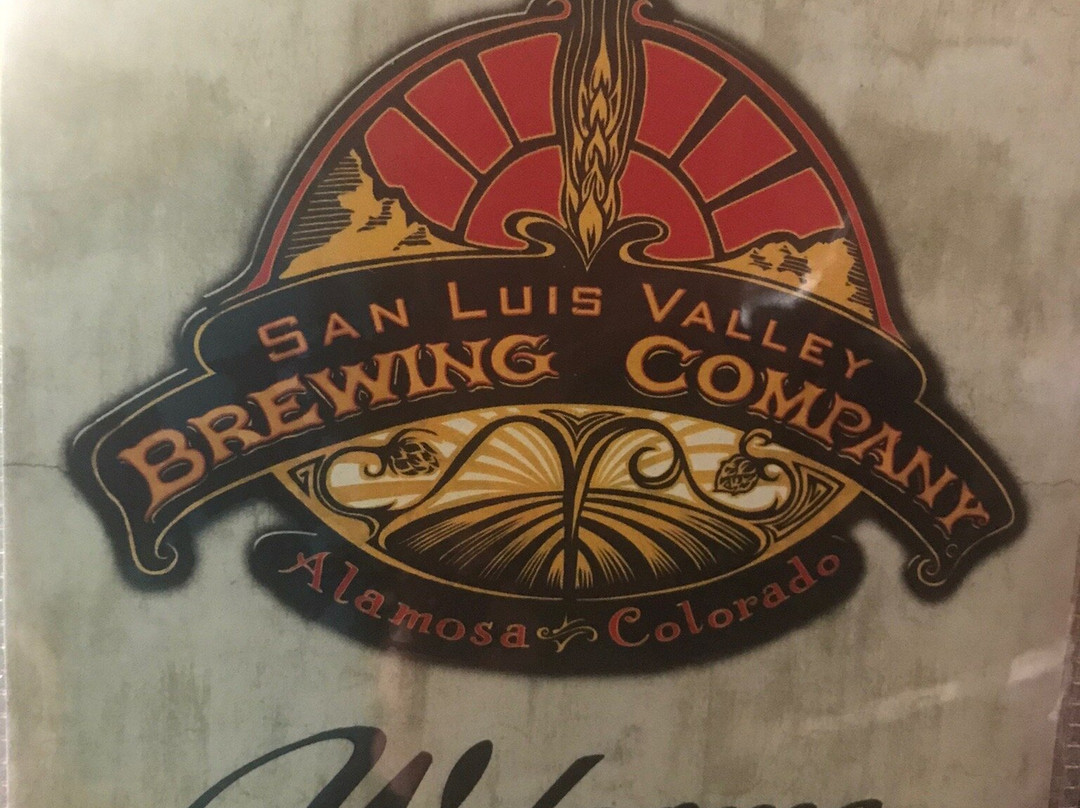 San Luis Valley
Brewing Company
Alamosa Colorado